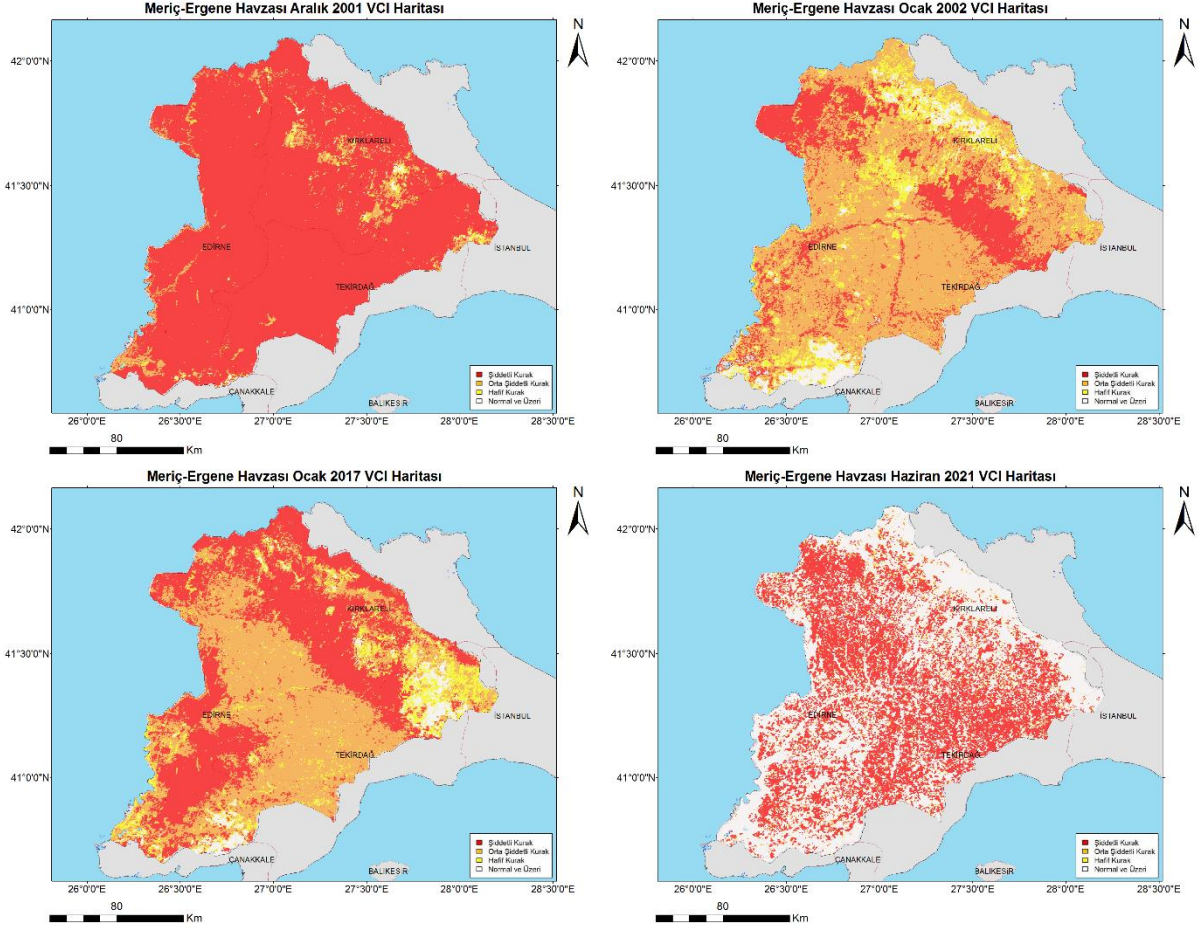 Meriç-Ergene Havzası Aralık 2001 VCI Haritası
N
42°0'0"N
41°30'0"N
41°0'0"N
KIRKLARELİ
EDİRNE
İSTANBUL
TEKİRDAĞ
ÇANAKKALE
BALIKESİR
Şiddetli Kurak
Orta Şiddetli Kurak
Hafif Kurak
Normal ve Üzeri
26°0'0"E
26°30'0"E
27°0'0"E
27°30'0"E
28°0'0"E
28°30'0"E
80
Km
Meriç-Ergene Havzası Ocak 2002 VCI Haritası
N
42°0'0"N
41°30'0"N
41°0'0"N
KIRKLARELİ
EDİRNE
İSTANBUL
TEKİRDAĞ
ÇANAKKALE
BALIKESİR
Şiddetli Kurak
Orta Şiddetli Kurak
Hafif Kurak
Normal ve Üzeri
26°0'0"E
26°30'0"E
27°0'0"E
27°30'0"E
28°0'0"E
28°30'0"E
80
Km
Meriç-Ergene Havzası Ocak 2017 VCI Haritası
N
42°0'0"N
41°30'0"N
41°0'0"N
KIRKLARELİ
EDİRNE
İSTANBUL
TEKİRDAĞ
ÇANAKKALE
BALIKESİR
Şiddetli Kurak
Orta Şiddetli Kurak
Hafif Kurak
Normal ve Üzeri
26°0'0"E
26°30'0"E
27°0'0"E
27°30'0"E
28°0'0"E
28°30'0"E
80
Km
Meriç-Ergene Havzası Haziran 2021 VCI Haritası
N
42°0'0"N
41°30'0"N
41°0'0"N
KIRKLARELİ
EDİRNE
İSTANBUL
TEKİRDAĞ
ÇANAKKALE
BALIKESİR
Şiddetli Kurak
Orta Şiddetli Kurak
Hafif Kurak
Normal ve Üzeri
26°0'0"E
26°30'0"E
27°0'0"E
27°30'0"E
28°0'0"E
28°30'0"E
80
Km